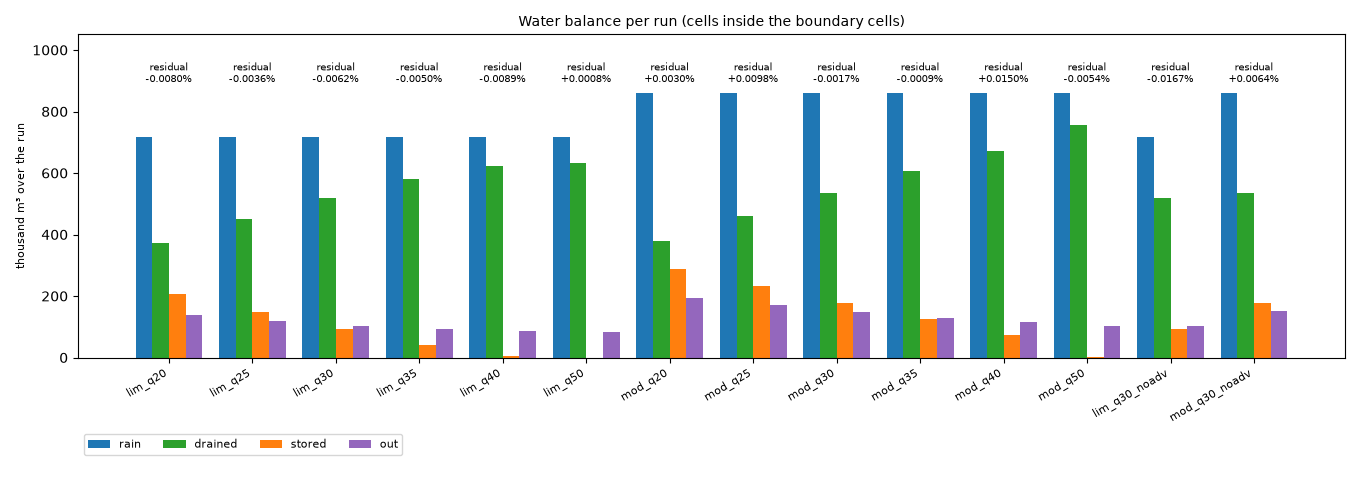 Water balance per run (cells inside the boundary cells)
thousand m³ over the run
1000
800
600
400
200
0
residual residual residual residual residual residual residual residual residual residual residual residual residual residual
-0.0080% -0.0036% -0.0062% -0.0050% -0.0089% +0.0008% +0.0030% +0.0098% -0.0017% -0.0009% +0.0150% -0.0054% -0.0167% +0.0064%
lim_q20 lim_q25 lim_q30 lim_q35 lim_q40 lim_q50 mod_q20 mod_q25 mod_q30 mod_q35 mod_q40 mod_q50 lim_q30_noadv mod_q30_noadv
rain drained stored out